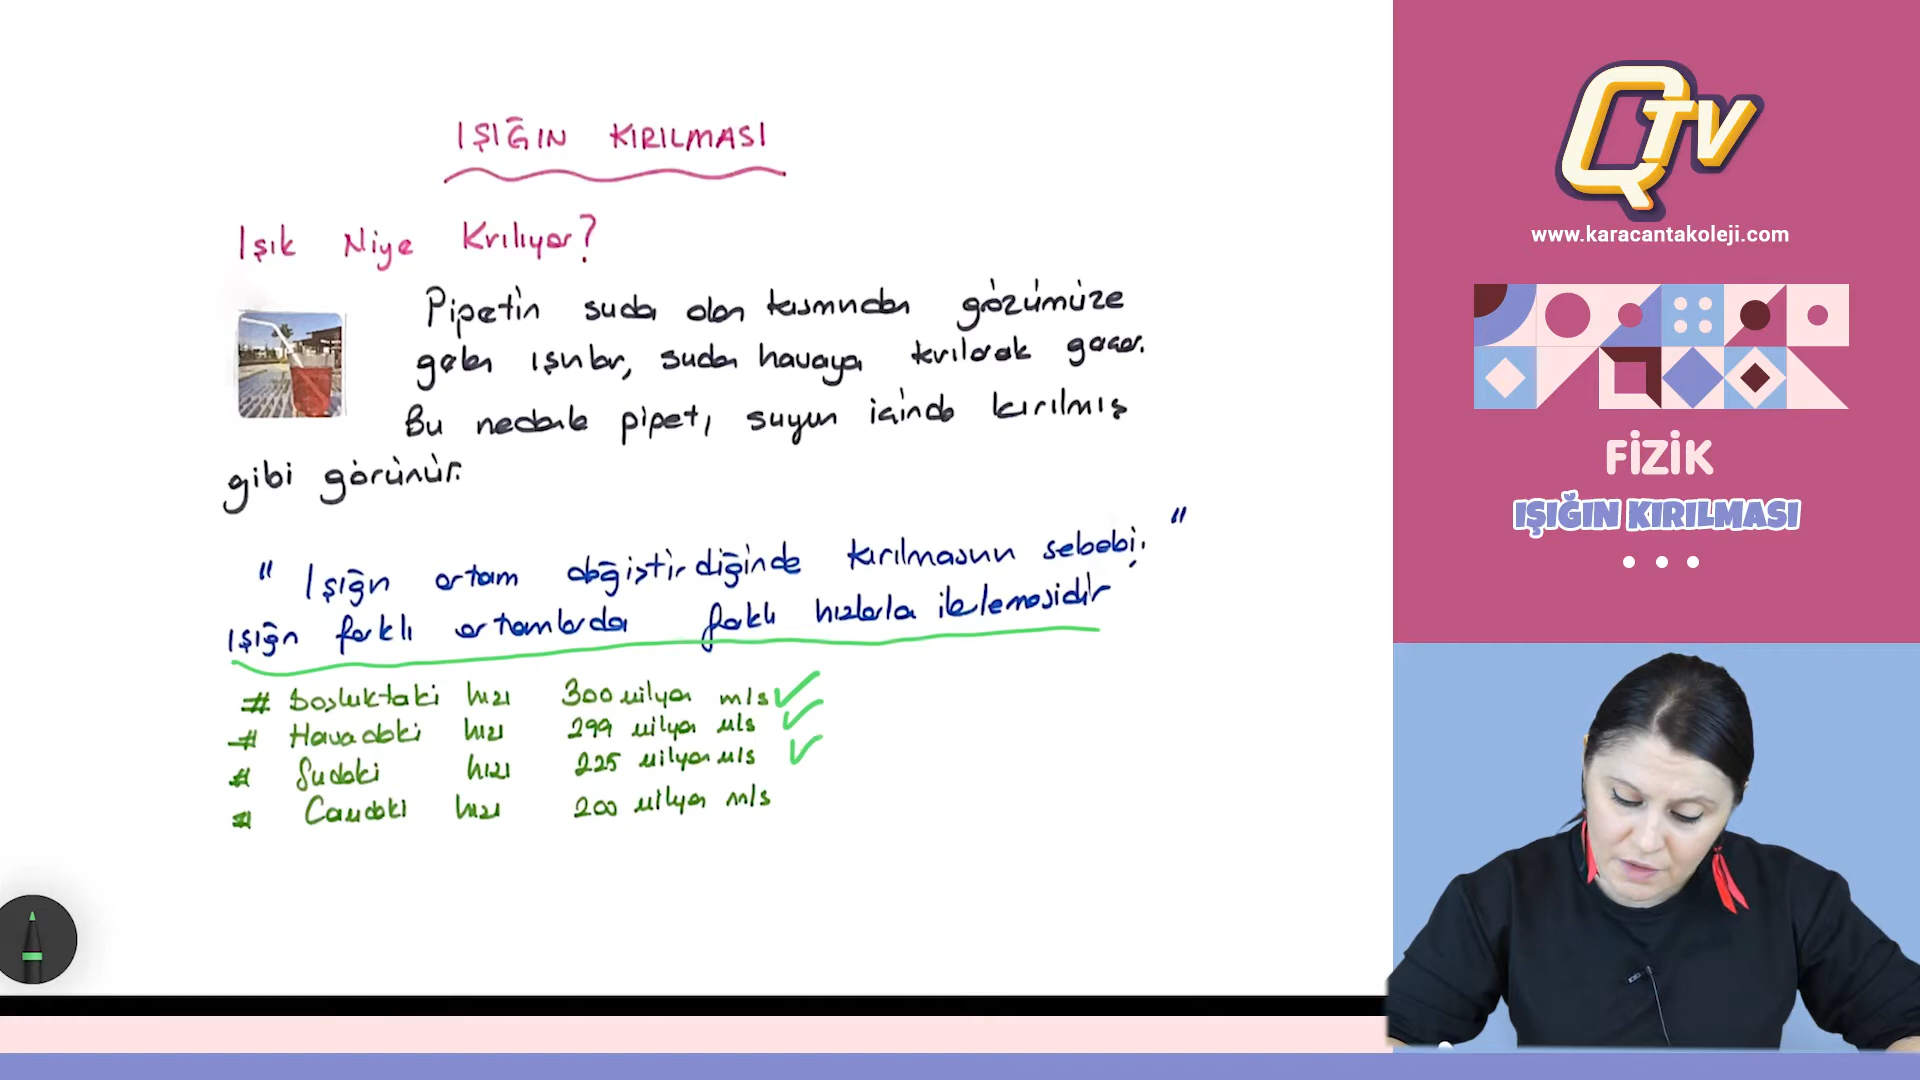 IŞIĞIN KIRILMASI
Işık Niye Kırılıyor?
Pipetin suda olan kısmından gözümüze
gelen ışınlar, sudan havaya kırılarak geçer.
Bu nedenle pipet, suyun içinde kırılmış
gibi görünür.
" Işığın ortam değiştirdiğinde kırılmasının sebebi; "
ışığın farklı ortamlarda farklı hızlarla ilerlemesidir
# Boşluktaki hızı 300 milyon m/s ✓
# Havadaki hızı 299 milyon m/s ✓
# Sudaki hızı 225 milyon m/s ✓
# Camdaki hızı 200 milyon m/s
QTV
www.karacantakoleji.com
FİZİK
IŞIĞIN KIRILMASI